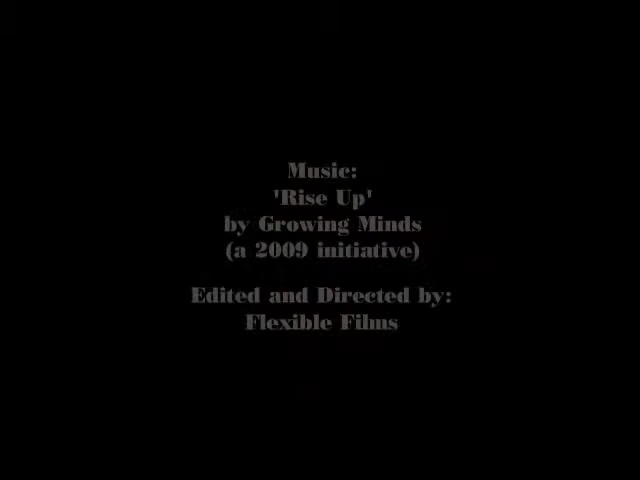 Music:
'Rise Up'
by Growing Minds
(a 2009 initiative)
Edited and Directed by:
Flexible Films